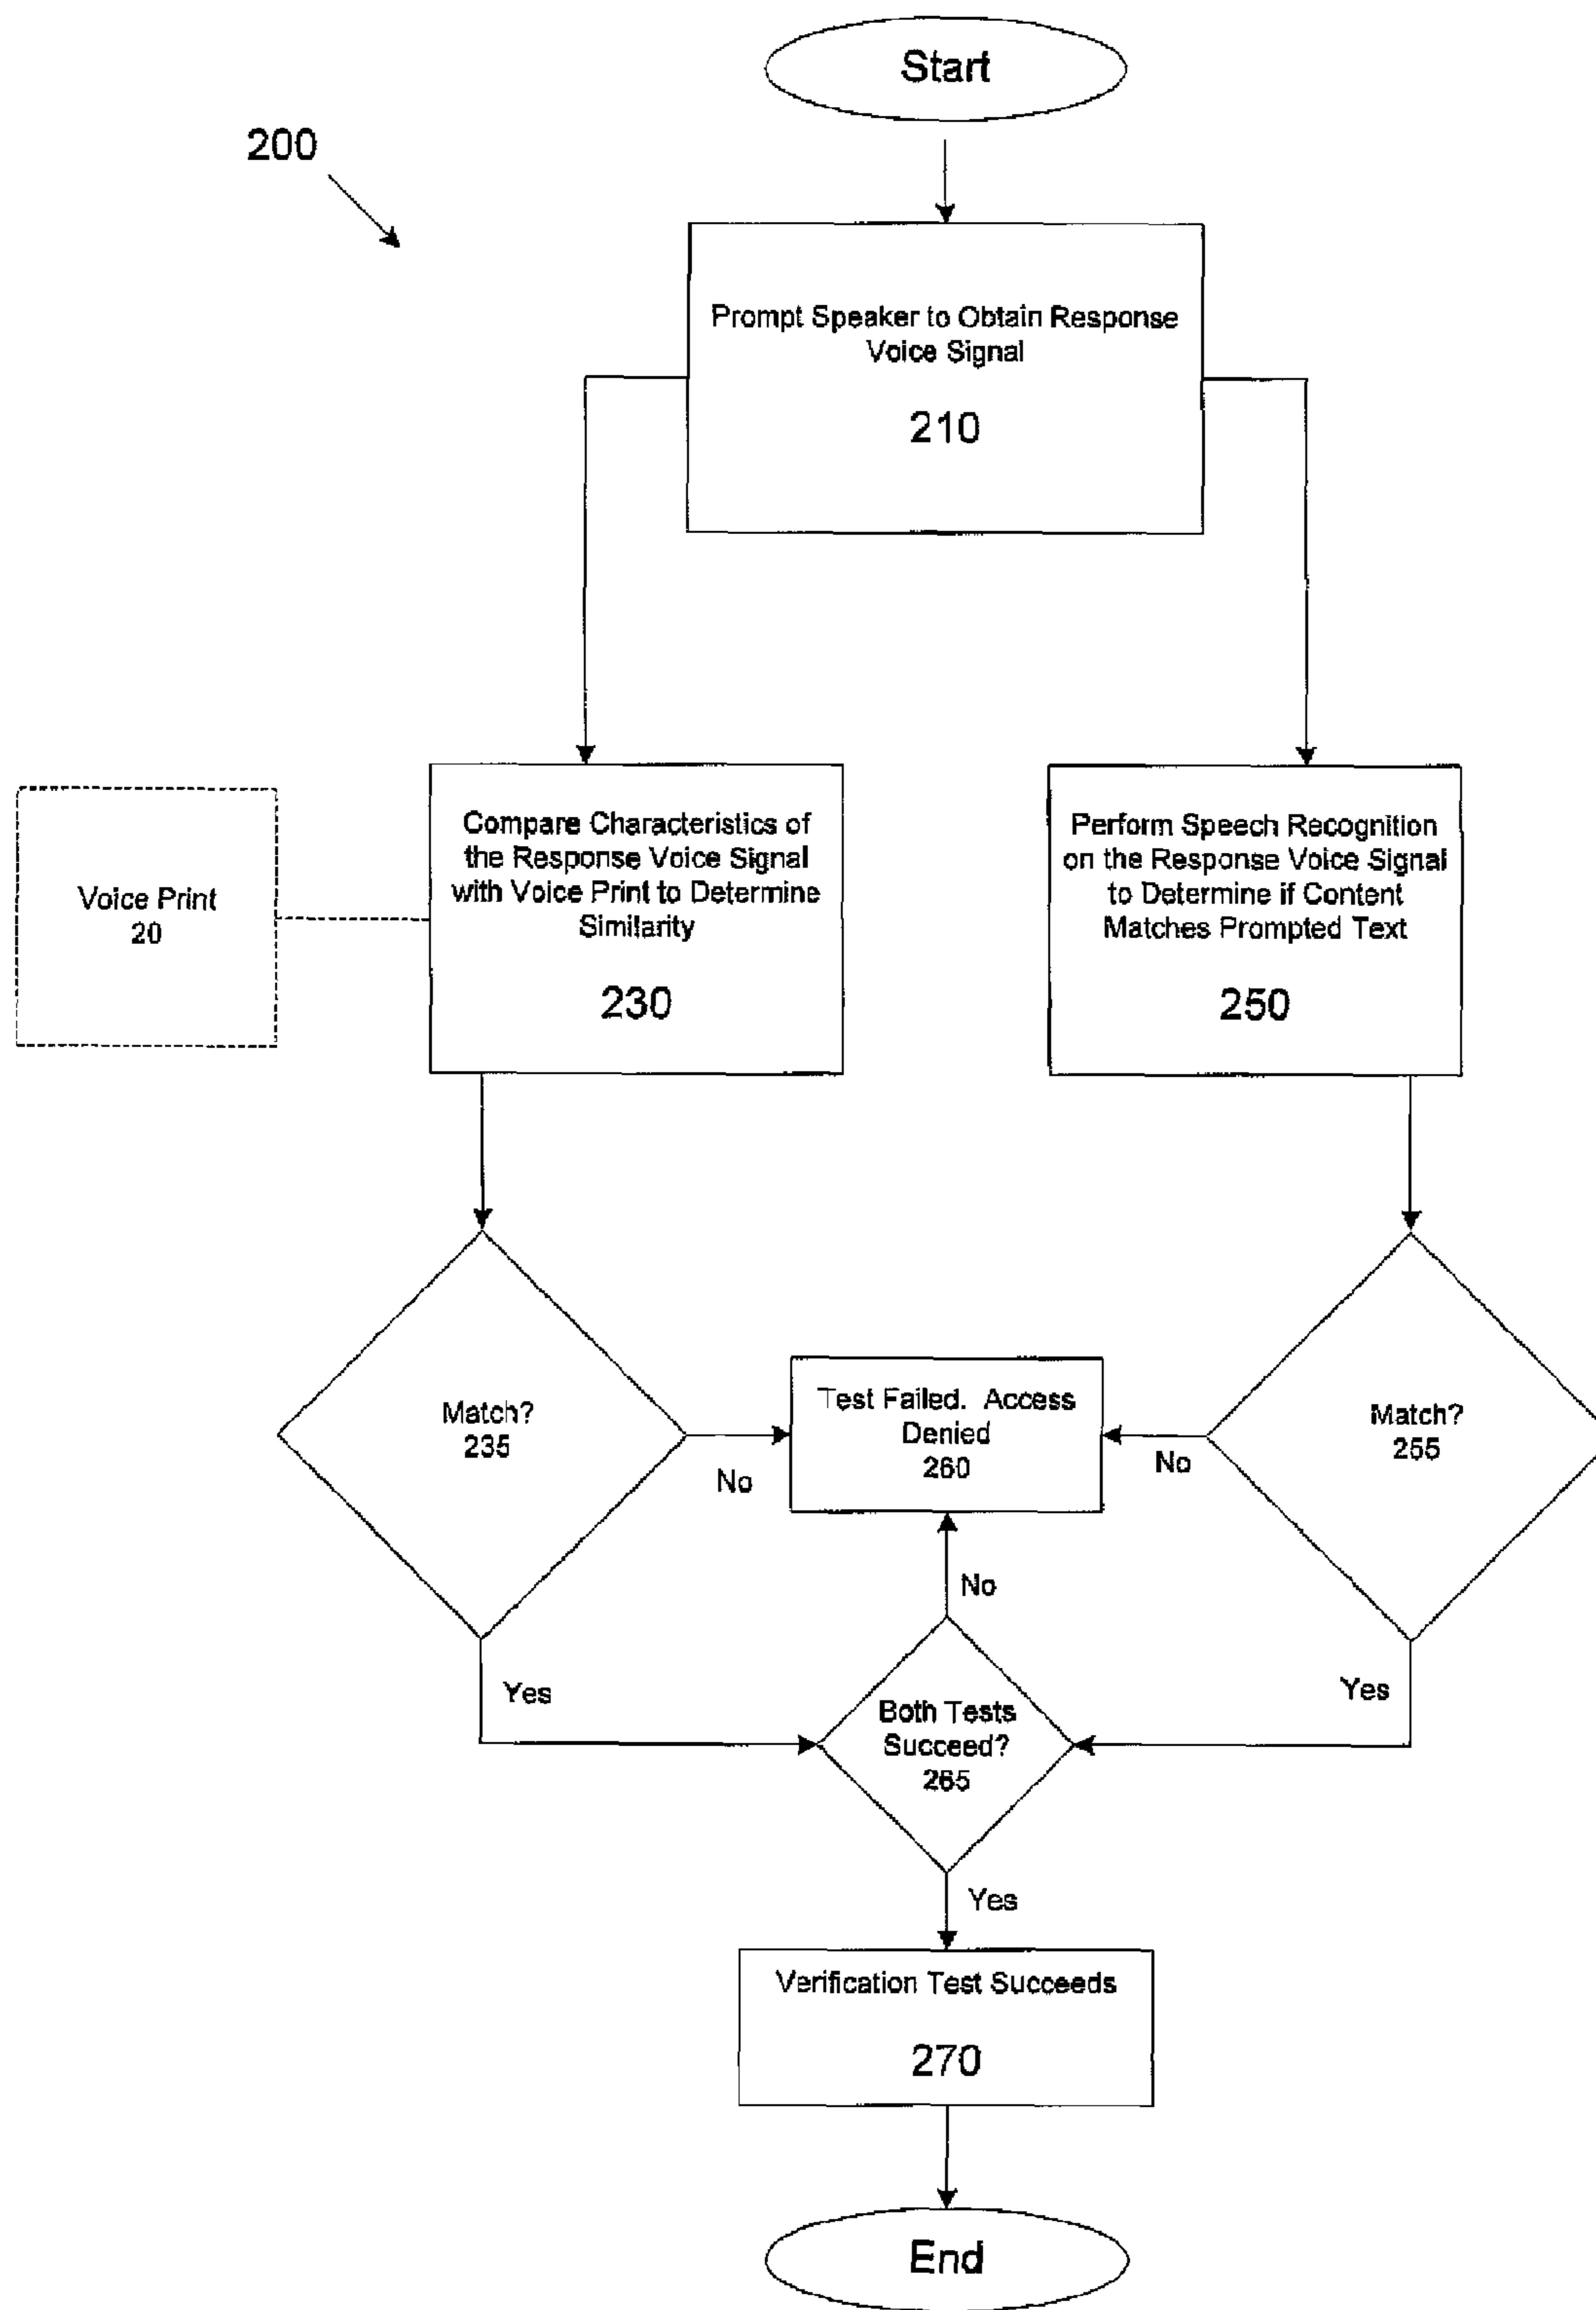 Start
200
Prompt Speaker to Obtain Response
Voice Signal
210
Voice Print
20
Compare Characteristics of
the Response Voice Signal
with Voice Print to Determine
Similarity
230
Perform Speech Recognition
on the Response Voice Signal
to Determine if Content
Matches Prompted Text
250
Match?
235
No
Test Failed. Access
Denied
260
No
Match?
255
Yes
No
Both Tests
Succeed?
265
Yes
Yes
Verification Test Succeeds
270
End